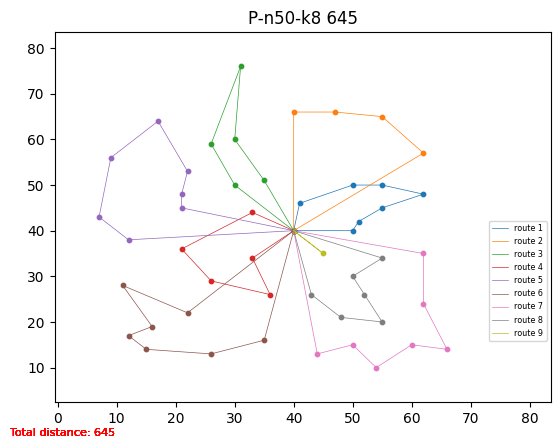 P-n50-k8 645
80
70
60
50
40
30
20
10
0 10 20 30 40 50 60 70 80
route 1
route 2
route 3
route 4
route 5
route 6
route 7
route 8
route 9
Total distance: 645